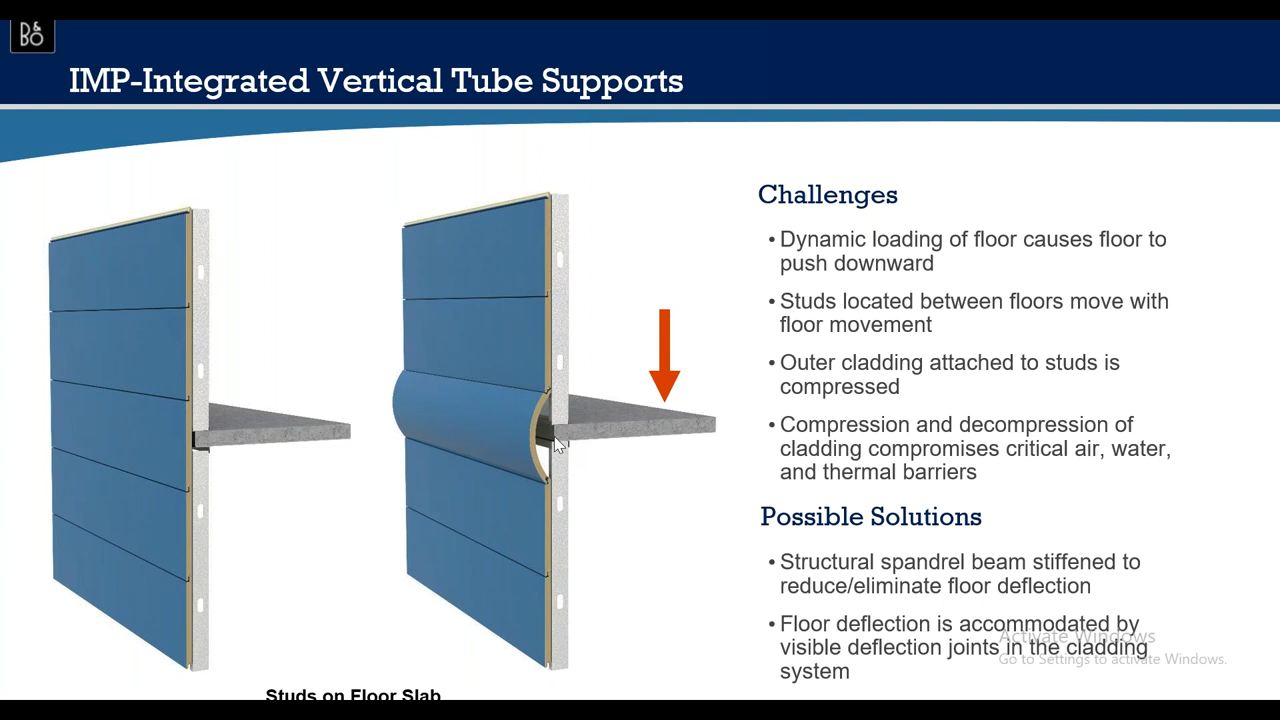 B&O
IMP-Integrated Vertical Tube Supports
Challenges
•Dynamic loading of floor causes floor to
push downward
•Studs located between floors move with
floor movement
•Outer cladding attached to studs is
compressed
•Compression and decompression of
cladding compromises critical air, water,
and thermal barriers
Possible Solutions
•Structural spandrel beam stiffened to
reduce/eliminate floor deflection
•Floor deflection is accommodated by
visible deflection joints in the cladding
system
Activate Windows
Go to Settings to activate Windows.
Studs on Floor Slab